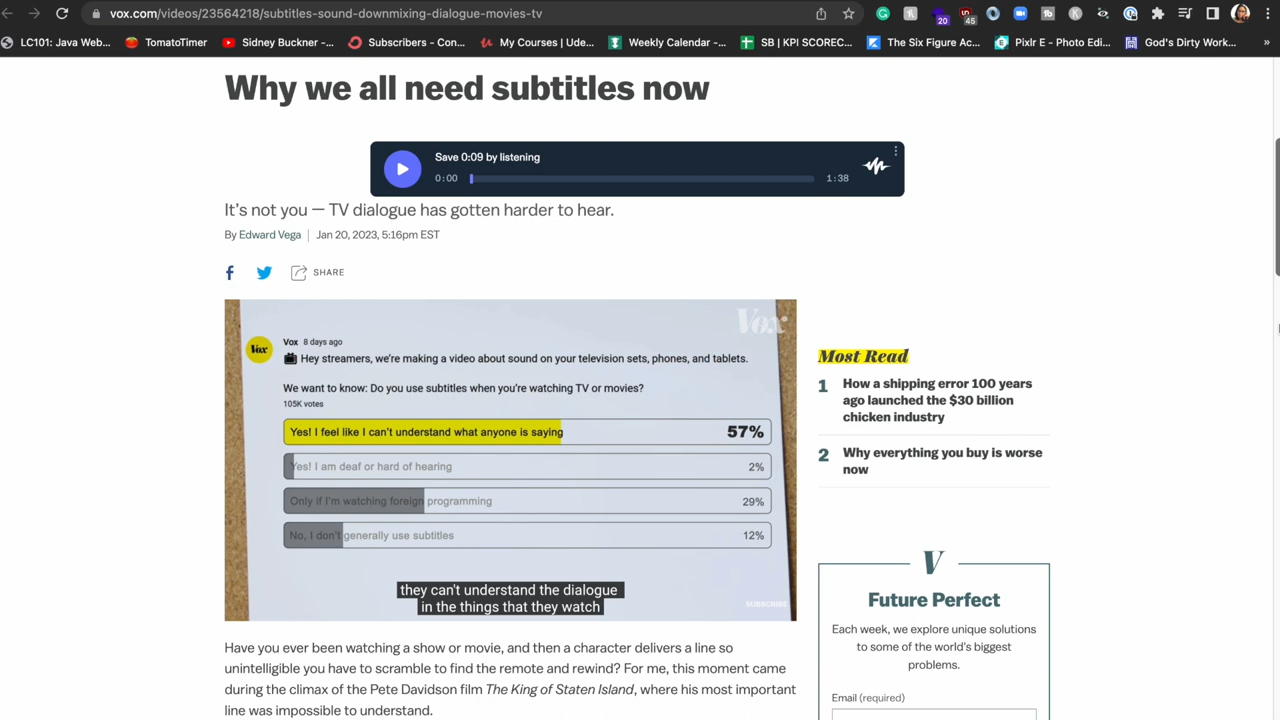 vox.com/videos/23564218/subtitles-sound-downmixing-dialogue-movies-tv
20
45
LC101: Java Web...
TomatoTimer
Sidney Buckner -...
Subscribers - Con...
My Courses | Ude...
Weekly Calendar -...
SB | KPI SCOREC...
The Six Figure Ac...
Pixlr E - Photo Edi...
God's Dirty Work...
»
Why we all need subtitles now
Save 0:09 by listening
0:00
1:38
It's not you — TV dialogue has gotten harder to hear.
By Edward Vega | Jan 20, 2023, 5:16pm EST
SHARE
Vox
Vox 8 days ago
Hey streamers, we're making a video about sound on your television sets, phones, and tablets.
We want to know: Do you use subtitles when you're watching TV or movies?
105K votes
Yes! I feel like I can't understand what anyone is saying 57%
Yes! I am deaf or hard of hearing 2%
Only if I'm watching foreign programming 29%
No, I don't generally use subtitles 12%
they can't understand the dialogue
in the things that they watch
SUBSCRIBE
Most Read
1 How a shipping error 100 years
ago launched the $30 billion
chicken industry
2 Why everything you buy is worse
now
V
Future Perfect
Each week, we explore unique solutions
to some of the world's biggest
problems.
Email (required)
Have you ever been watching a show or movie, and then a character delivers a line so
unintelligible you have to scramble to find the remote and rewind? For me, this moment came
during the climax of the Pete Davidson film The King of Staten Island, where his most important
line was impossible to understand.